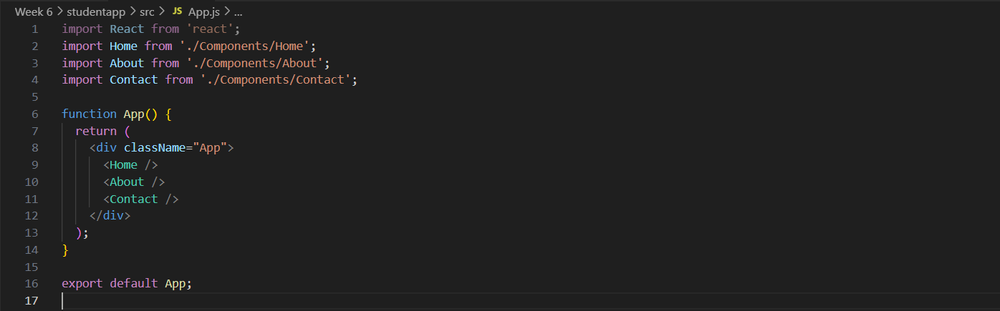 Week 6 > studentapp > src > JS App.js > ...
1 import React from 'react';
2 import Home from './Components/Home';
3 import About from './Components/About';
4 import Contact from './Components/Contact';
5
6 function App() {
7   return (
8     <div className="App">
9       <Home />
10       <About />
11       <Contact />
12     </div>
13   );
14 }
15
16 export default App;
17